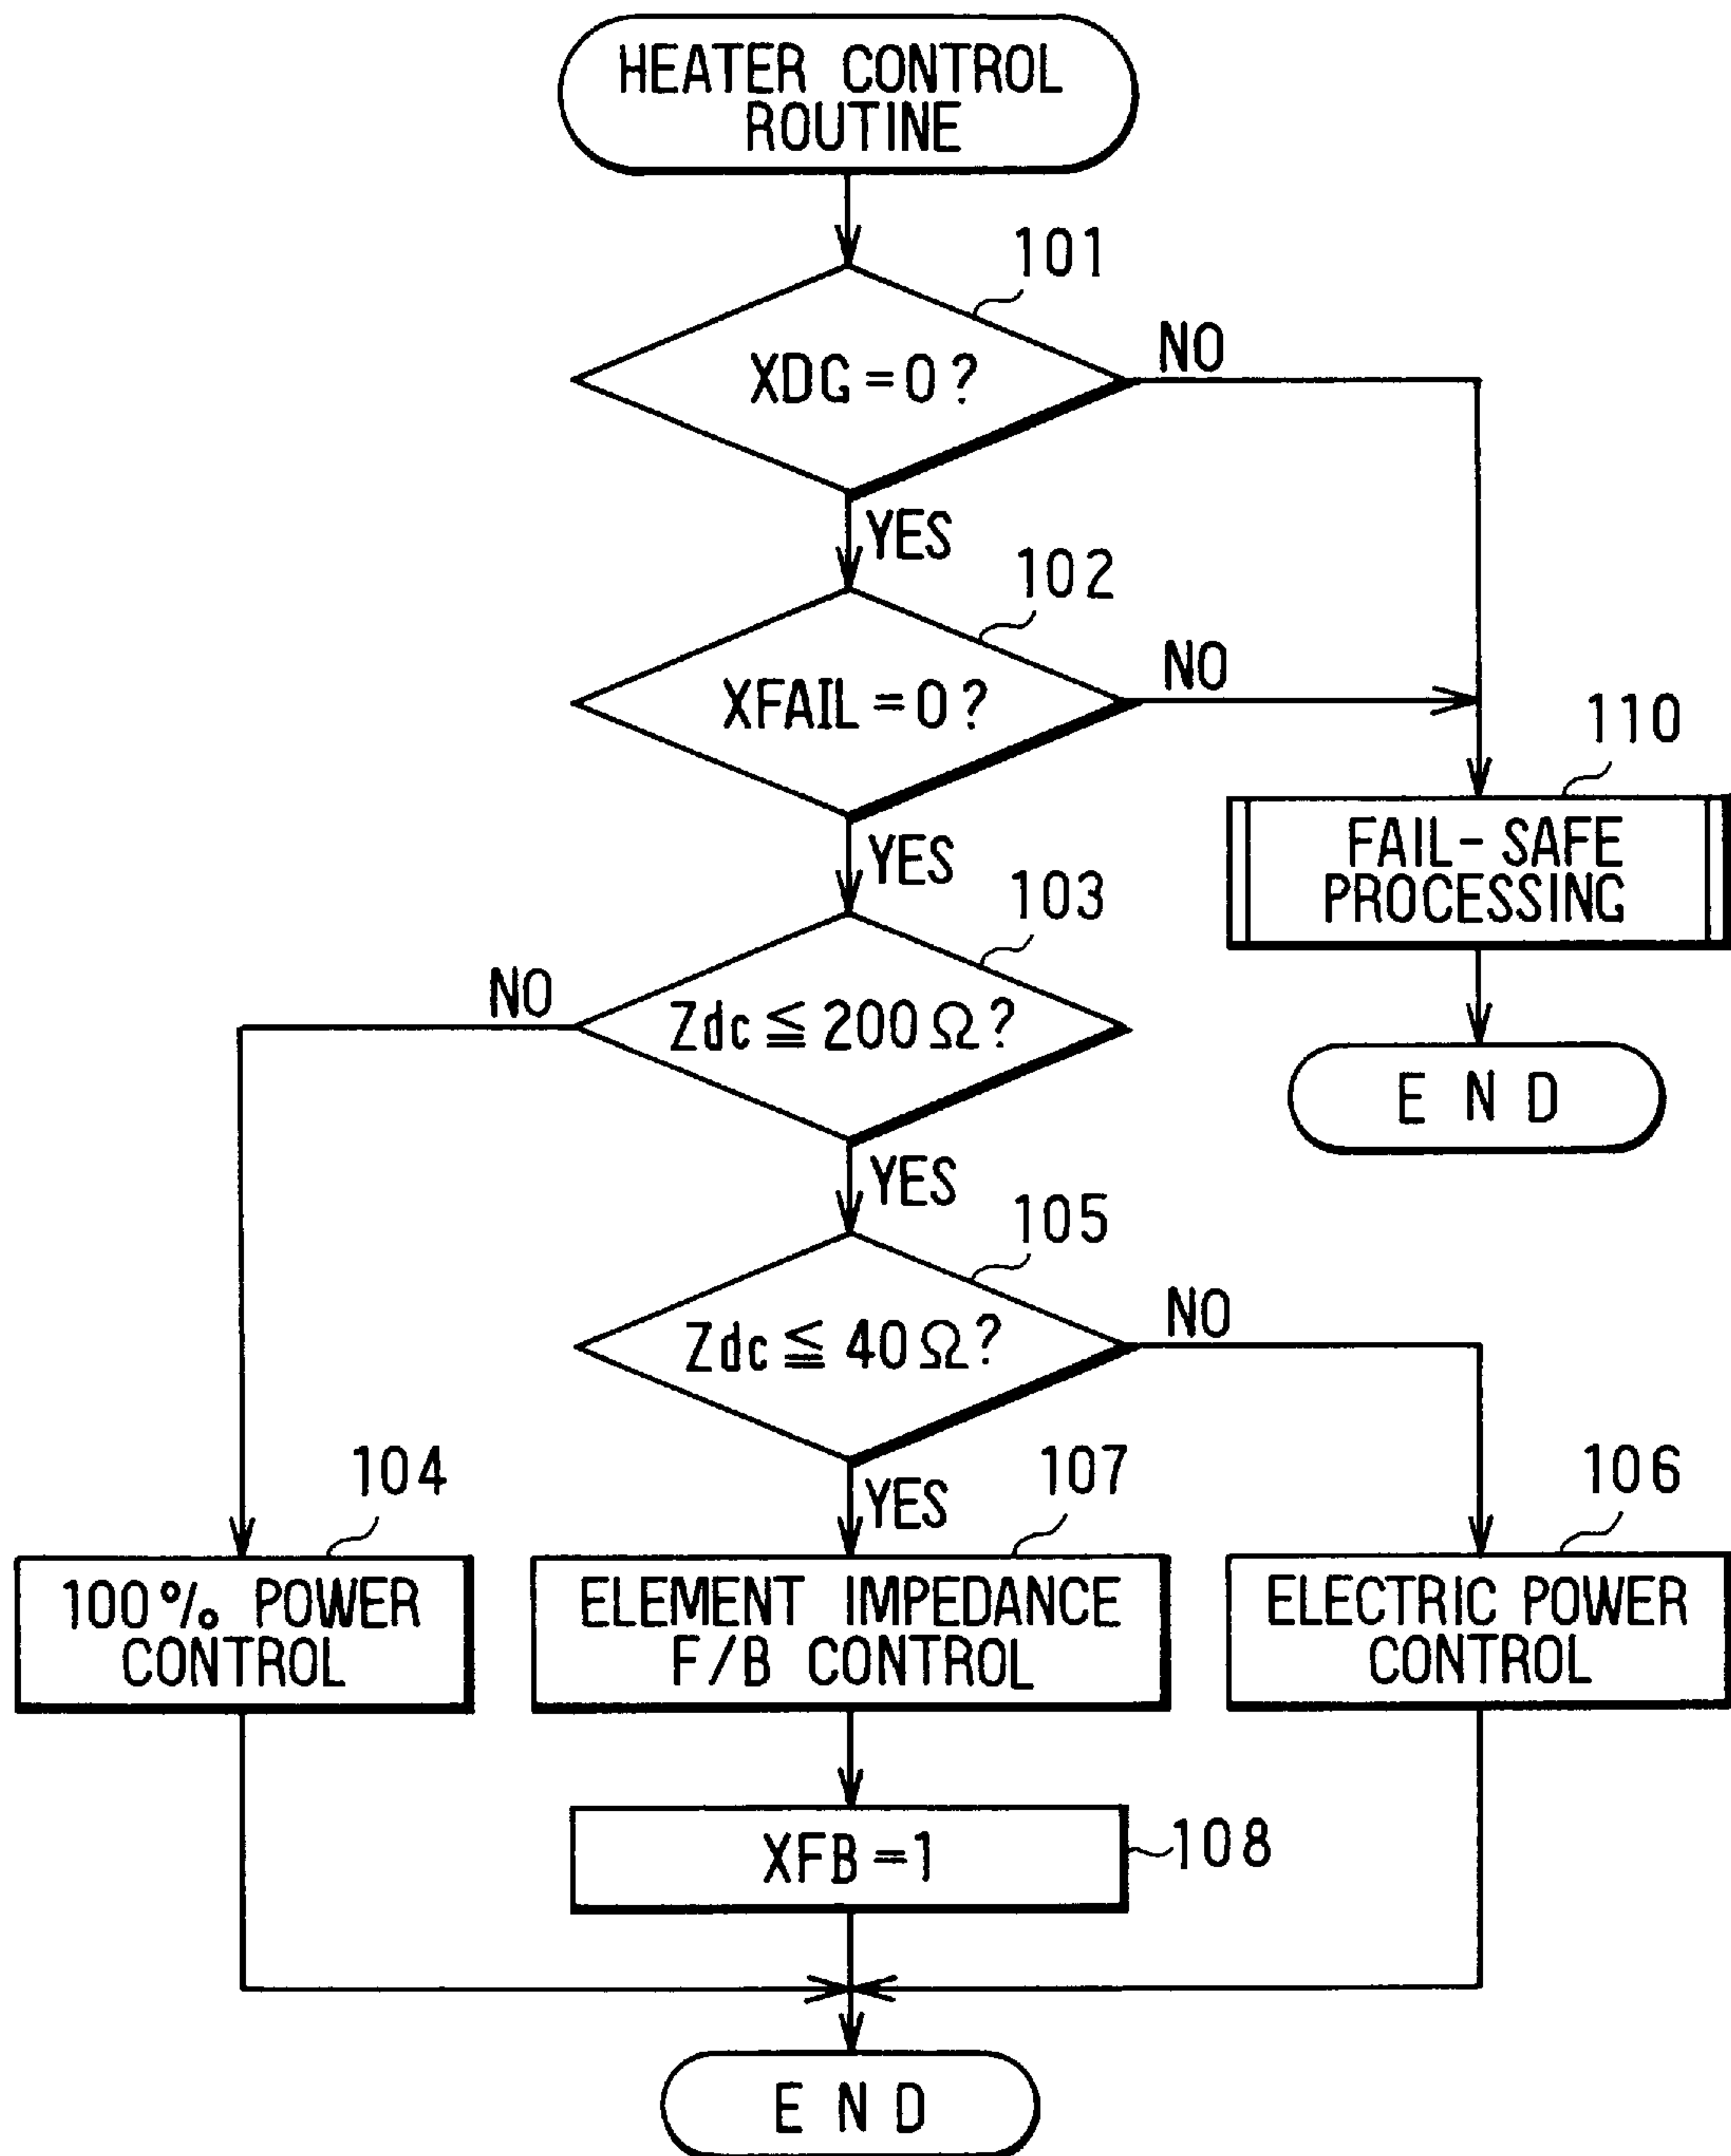 HEATER CONTROL
ROUTINE
101
XDG=0?
NO
YES
102
XFAIL=0?
NO
110
YES
FAIL-SAFE
PROCESSING
103
NO
Zdc≦200Ω?
END
YES
105
Zdc≦40Ω?
NO
104
107
106
YES
100% POWER
CONTROL
ELEMENT IMPEDANCE
F/B CONTROL
ELECTRIC POWER
CONTROL
XFB=1
108
END